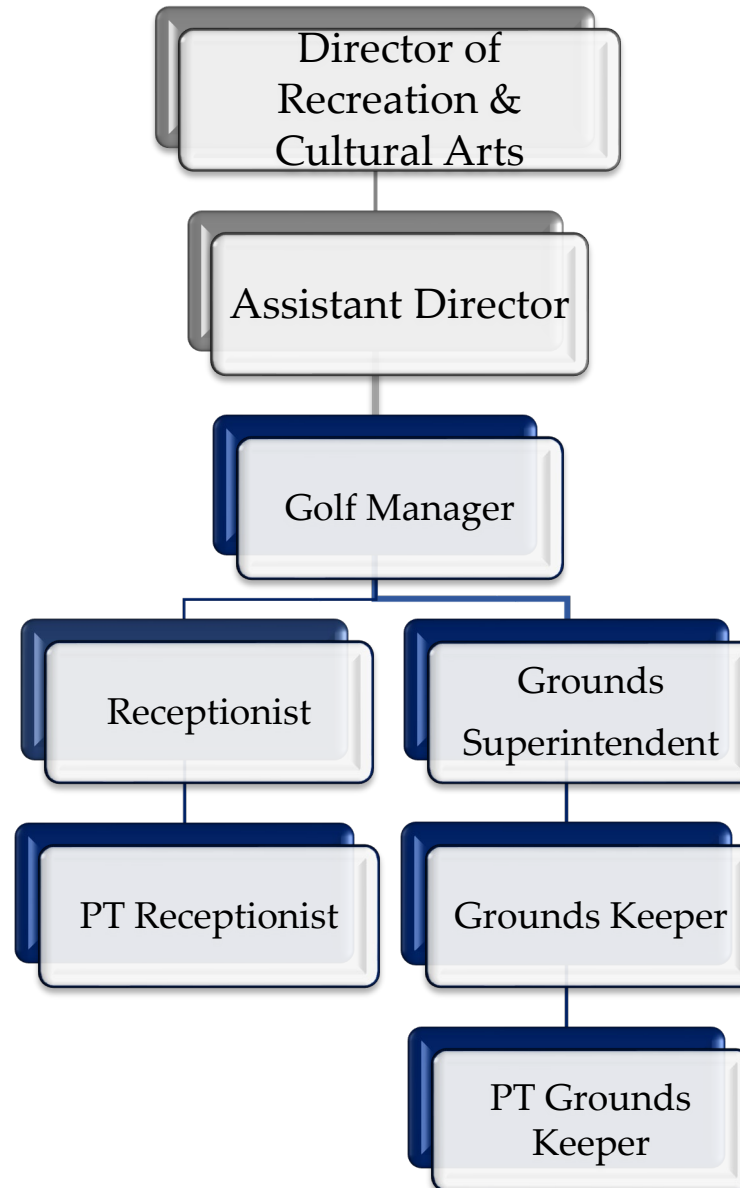 Director of
Recreation &
Cultural Arts
Assistant Director
Golf Manager
Receptionist
Grounds
Superintendent
PT Receptionist
Grounds Keeper
PT Grounds
Keeper